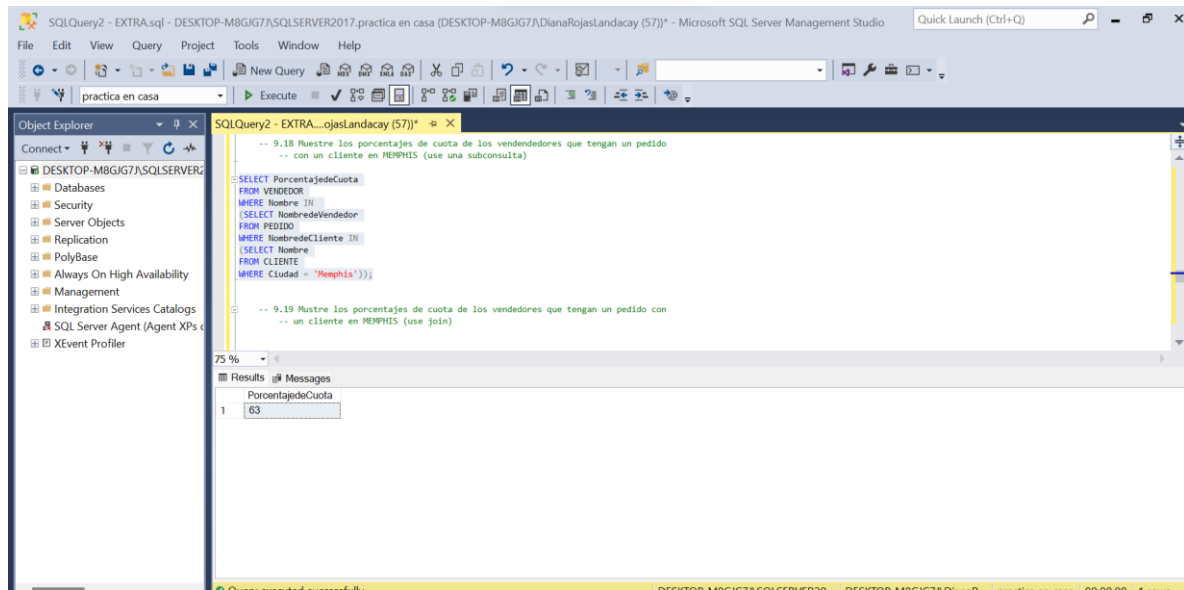 SQLQuery2 - EXTRA.sql - DESKTOP-M8GJG7J\SQLSERVER2017.practica en casa (DESKTOP-M8GJG7J\DianaRojasLandacay (57))* - Microsoft SQL Server Management Studio
Quick Launch (Ctrl+Q)
File Edit View Query Project Tools Window Help
New Query
practica en casa
Execute
Object Explorer
SQLQuery2 - EXTRA....ojasLandacay (57))*
Connect
DESKTOP-M8GJG7J\SQLSERVER2
Databases
Security
Server Objects
Replication
PolyBase
Always On High Availability
Management
Integration Services Catalogs
SQL Server Agent (Agent XPs
XEvent Profiler
-- 9.18 Muestre los porcentajes de cuota de los vendendedores que tengan un pedido
-- con un cliente en MEMPHIS (use una subconsulta)
SELECT PorcentajedeCuota
FROM VENDEDOR
WHERE Nombre IN
(SELECT NombredeVendedor
FROM PEDIDO
WHERE NombredeCliente IN
(SELECT Nombre
FROM CLIENTE
WHERE Ciudad = 'Memphis'));
-- 9.19 Mustre los porcentajes de cuota de los vendedores que tengan un pedido con
-- un cliente en MEMPHIS (use join)
75 %
Results Messages
PorcentajedeCuota
1 63